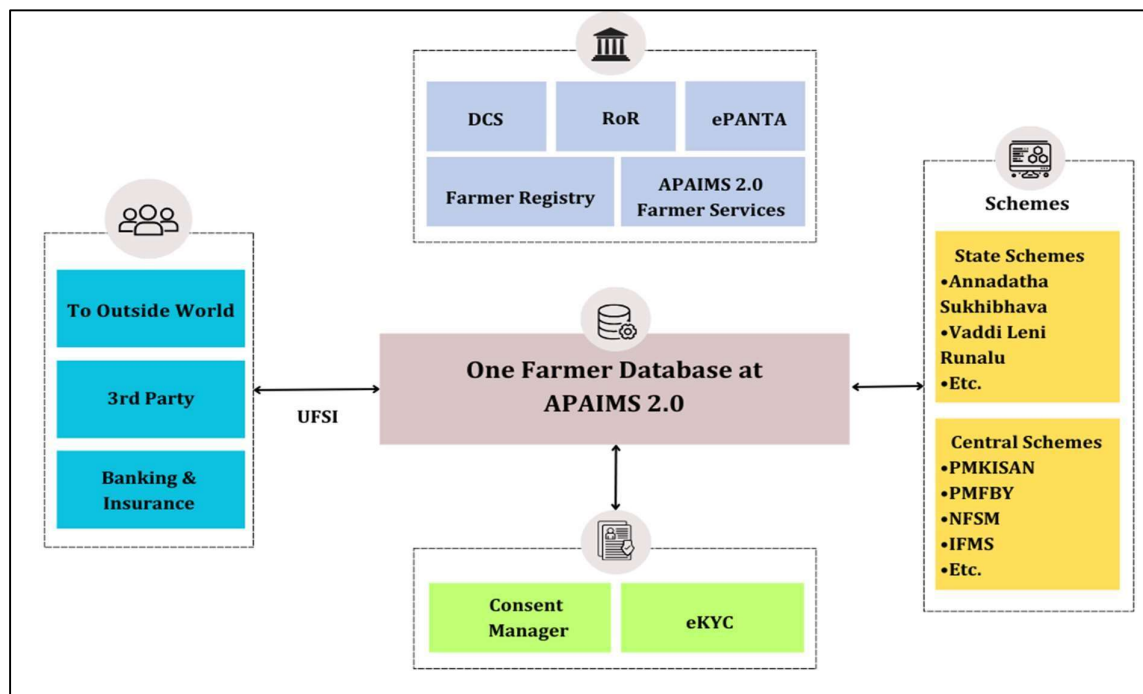 DCS
RoR
ePANTA
Farmer Registry
APAIMS 2.0
Farmer Services
To Outside World
3rd Party
Banking &
Insurance
UFSI
One Farmer Database at
APAIMS 2.0
Schemes
State Schemes
•Annadatha
Sukhibhava
•Vaddi Leni
Runalu
•Etc.
Central Schemes
•PMKISAN
•PMFBY
•NFSM
•IFMS
•Etc.
Consent
Manager
eKYC